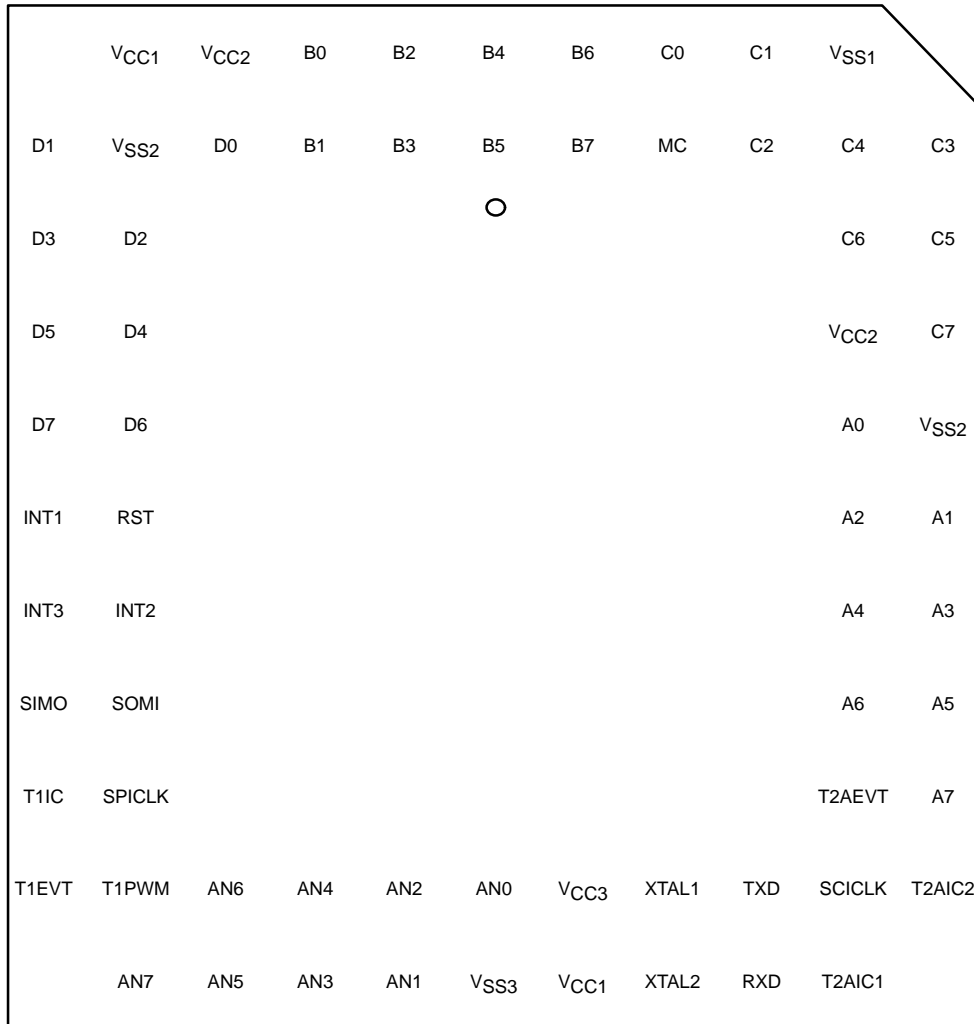 VCC1 VCC2 B0 B2 B4 B6 C0 C1 VSS1
D1 VSS2 D0 B1 B3 B5 B7 MC C2 C4 C3
D3 D2 C6 C5
D5 D4 VCC2 C7
D7 D6 A0 VSS2
INT1 RST A2 A1
INT3 INT2 A4 A3
SIMO SOMI A6 A5
T1IC SPICLK T2AEVT A7
T1EVT T1PWM AN6 AN4 AN2 AN0 VCC3 XTAL1 TXD SCICLK T2AIC2
AN7 AN5 AN3 AN1 VSS3 VCC1 XTAL2 RXD T2AIC1